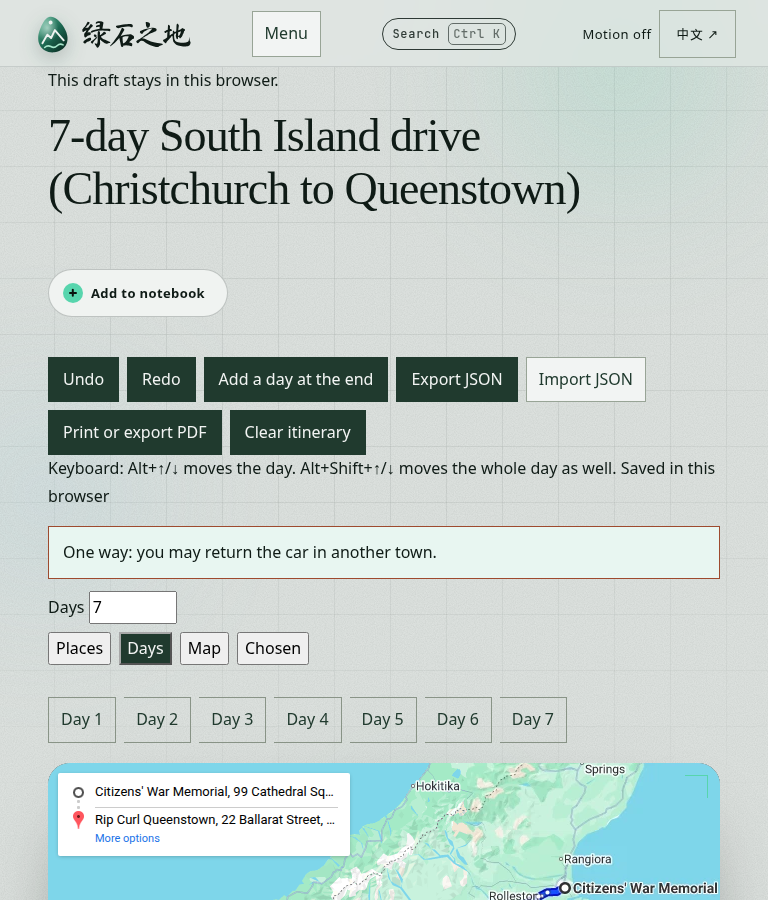 绿石之地
Menu
Search Ctrl K
Motion off
中文 ↗
This draft stays in this browser.
7-day South Island drive
(Christchurch to Queenstown)
+ Add to notebook
Undo
Redo
Add a day at the end
Export JSON
Import JSON
Print or export PDF
Clear itinerary
Keyboard: Alt+↑/↓ moves the day. Alt+Shift+↑/↓ moves the whole day as well. Saved in this
browser
One way: you may return the car in another town.
Days 7
Places
Days
Map
Chosen
Day 1
Day 2
Day 3
Day 4
Day 5
Day 6
Day 7
Citizens' War Memorial, 99 Cathedral Sq...
Rip Curl Queenstown, 22 Ballarat Street, ...
More options
Springs
Hokitika
Rangiora
Citizens' War Memorial
Rolleston